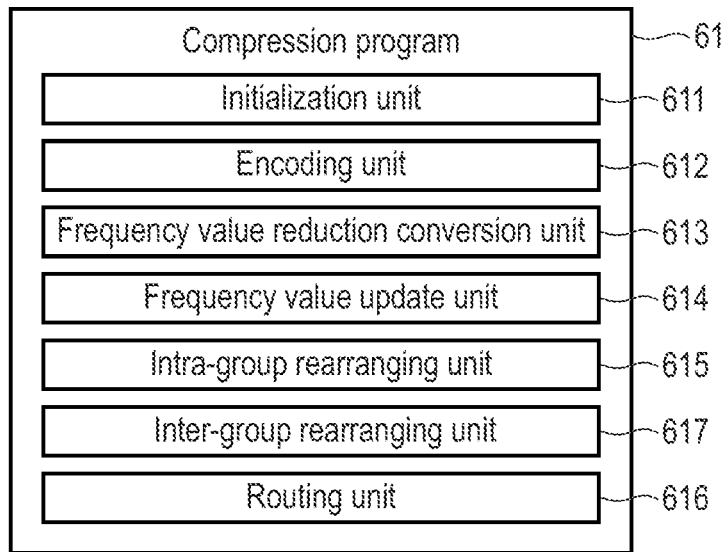 Compression program 61
Initialization unit 611
Encoding unit 612
Frequency value reduction conversion unit 613
Frequency value update unit 614
Intra-group rearranging unit 615
Inter-group rearranging unit 617
Routing unit 616